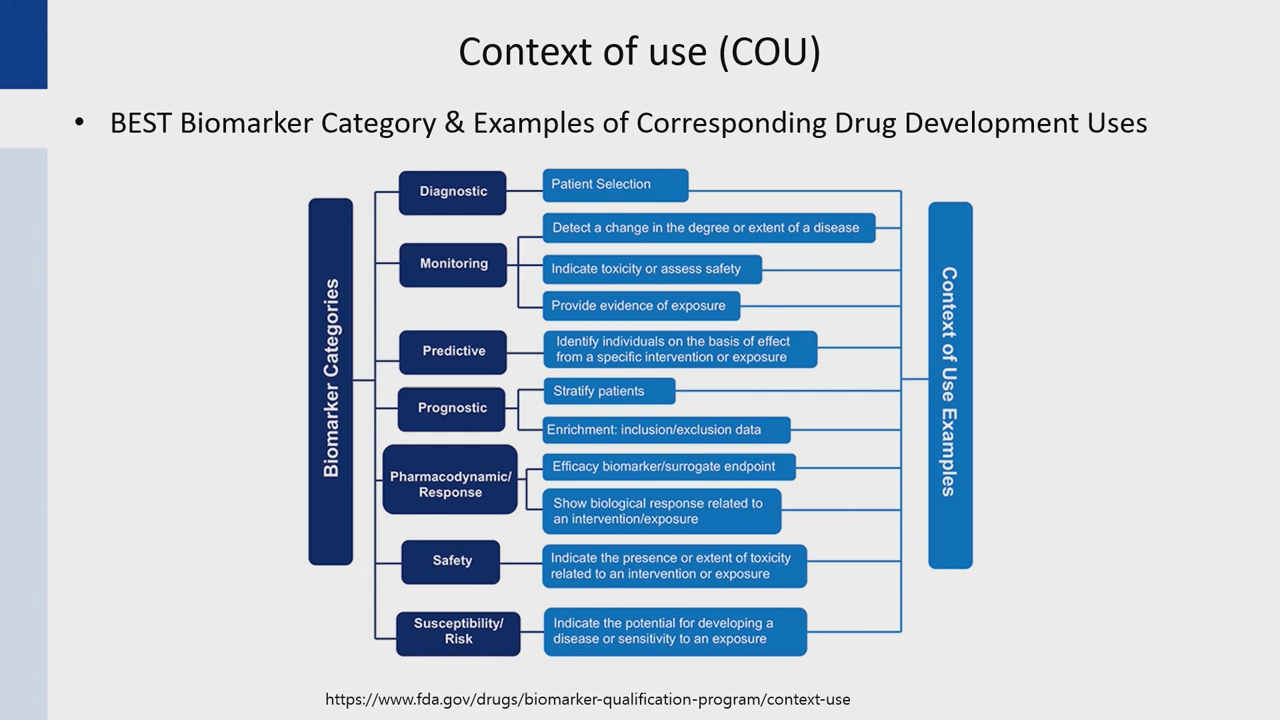 Context of use (COU)
• BEST Biomarker Category & Examples of Corresponding Drug Development Uses
Biomarker Categories
Diagnostic
Patient Selection
Monitoring
Detect a change in the degree or extent of a disease
Indicate toxicity or assess safety
Provide evidence of exposure
Predictive
Identify individuals on the basis of effect
from a specific intervention or exposure
Prognostic
Stratify patients
Enrichment: inclusion/exclusion data
Pharmacodynamic/
Response
Efficacy biomarker/surrogate endpoint
Show biological response related to
an intervention/exposure
Safety
Indicate the presence or extent of toxicity
related to an intervention or exposure
Susceptibility/
Risk
Indicate the potential for developing a
disease or sensitivity to an exposure
Context of Use Examples
https://www.fda.gov/drugs/biomarker-qualification-program/context-use